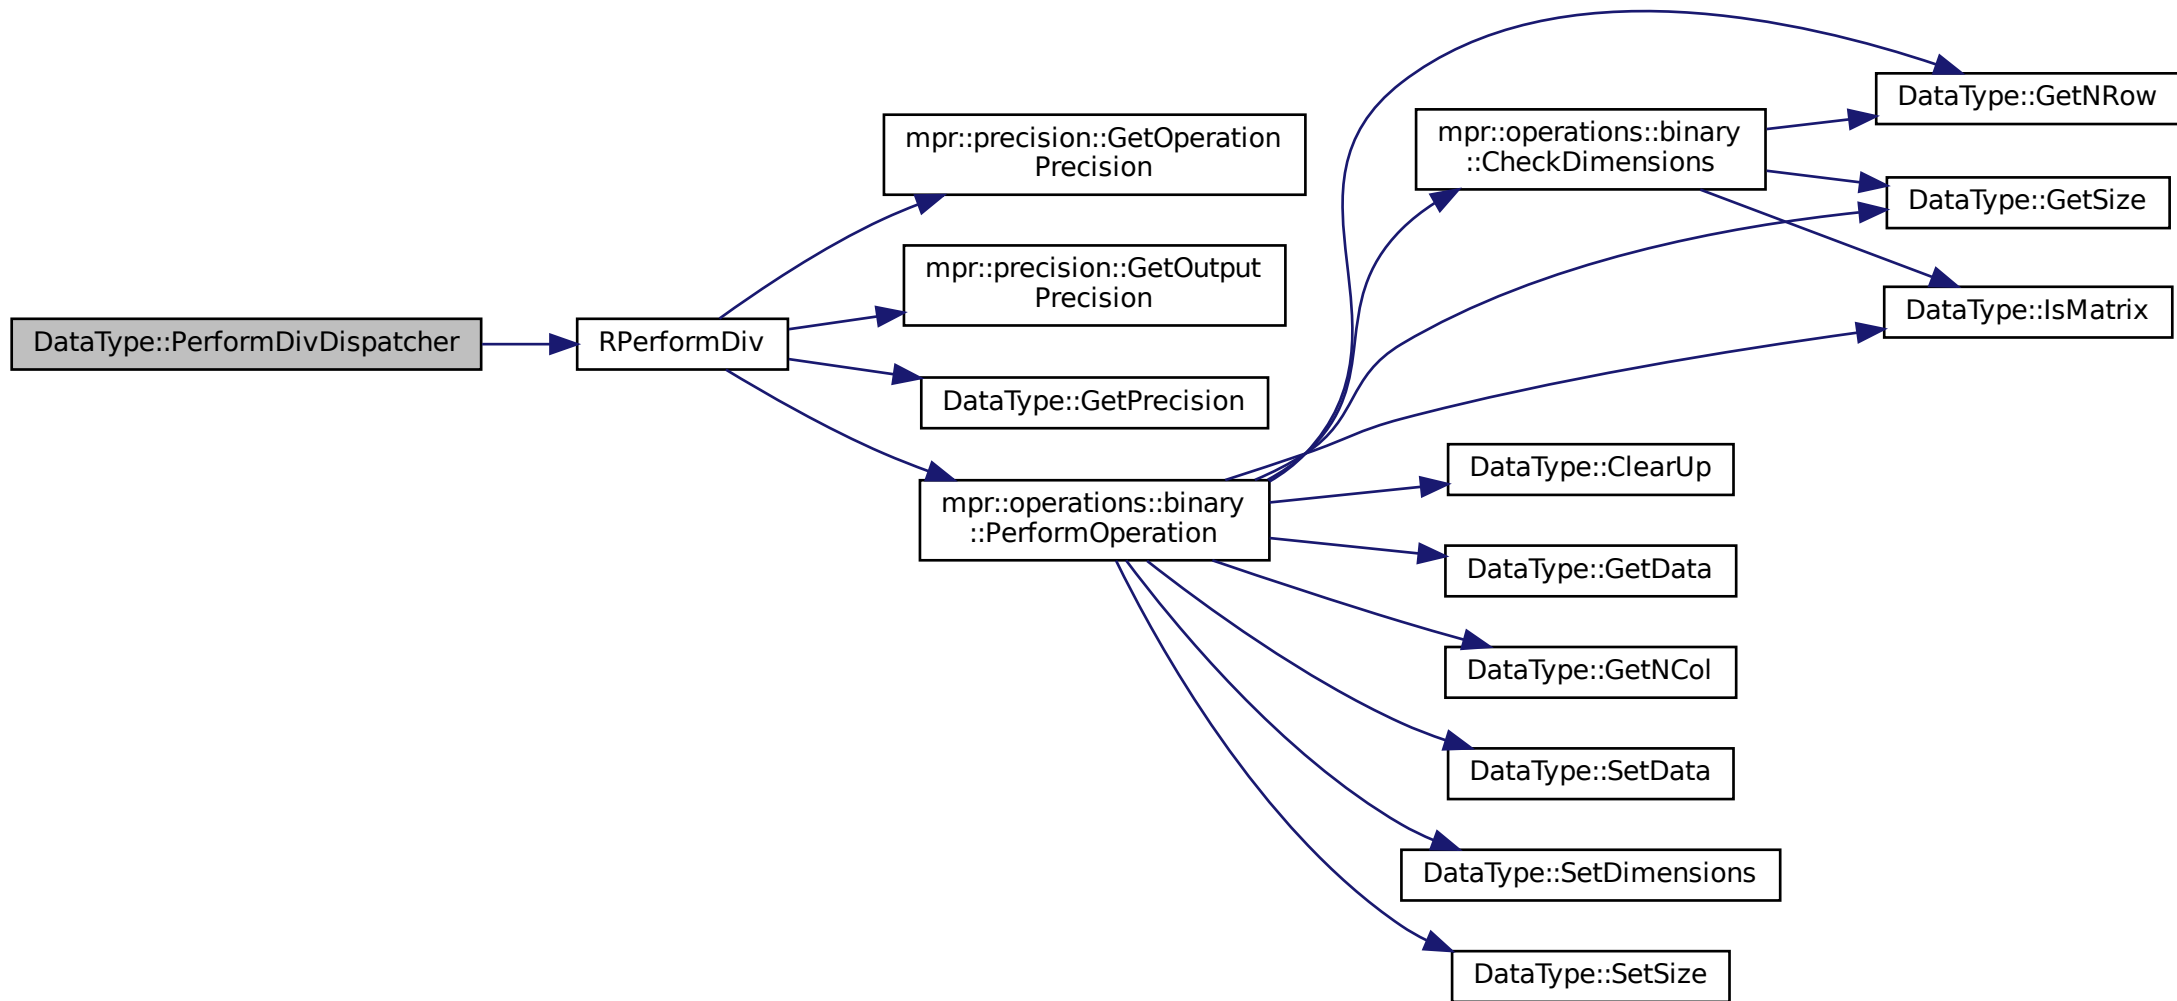 DataType::PerformDivDispatcher
RPerformDiv
mpr::precision::GetOperation
Precision
mpr::precision::GetOutput
Precision
DataType::GetPrecision
mpr::operations::binary
::PerformOperation
mpr::operations::binary
::CheckDimensions
DataType::ClearUp
DataType::GetData
DataType::GetNCol
DataType::SetData
DataType::SetDimensions
DataType::SetSize
DataType::GetNRow
DataType::GetSize
DataType::IsMatrix